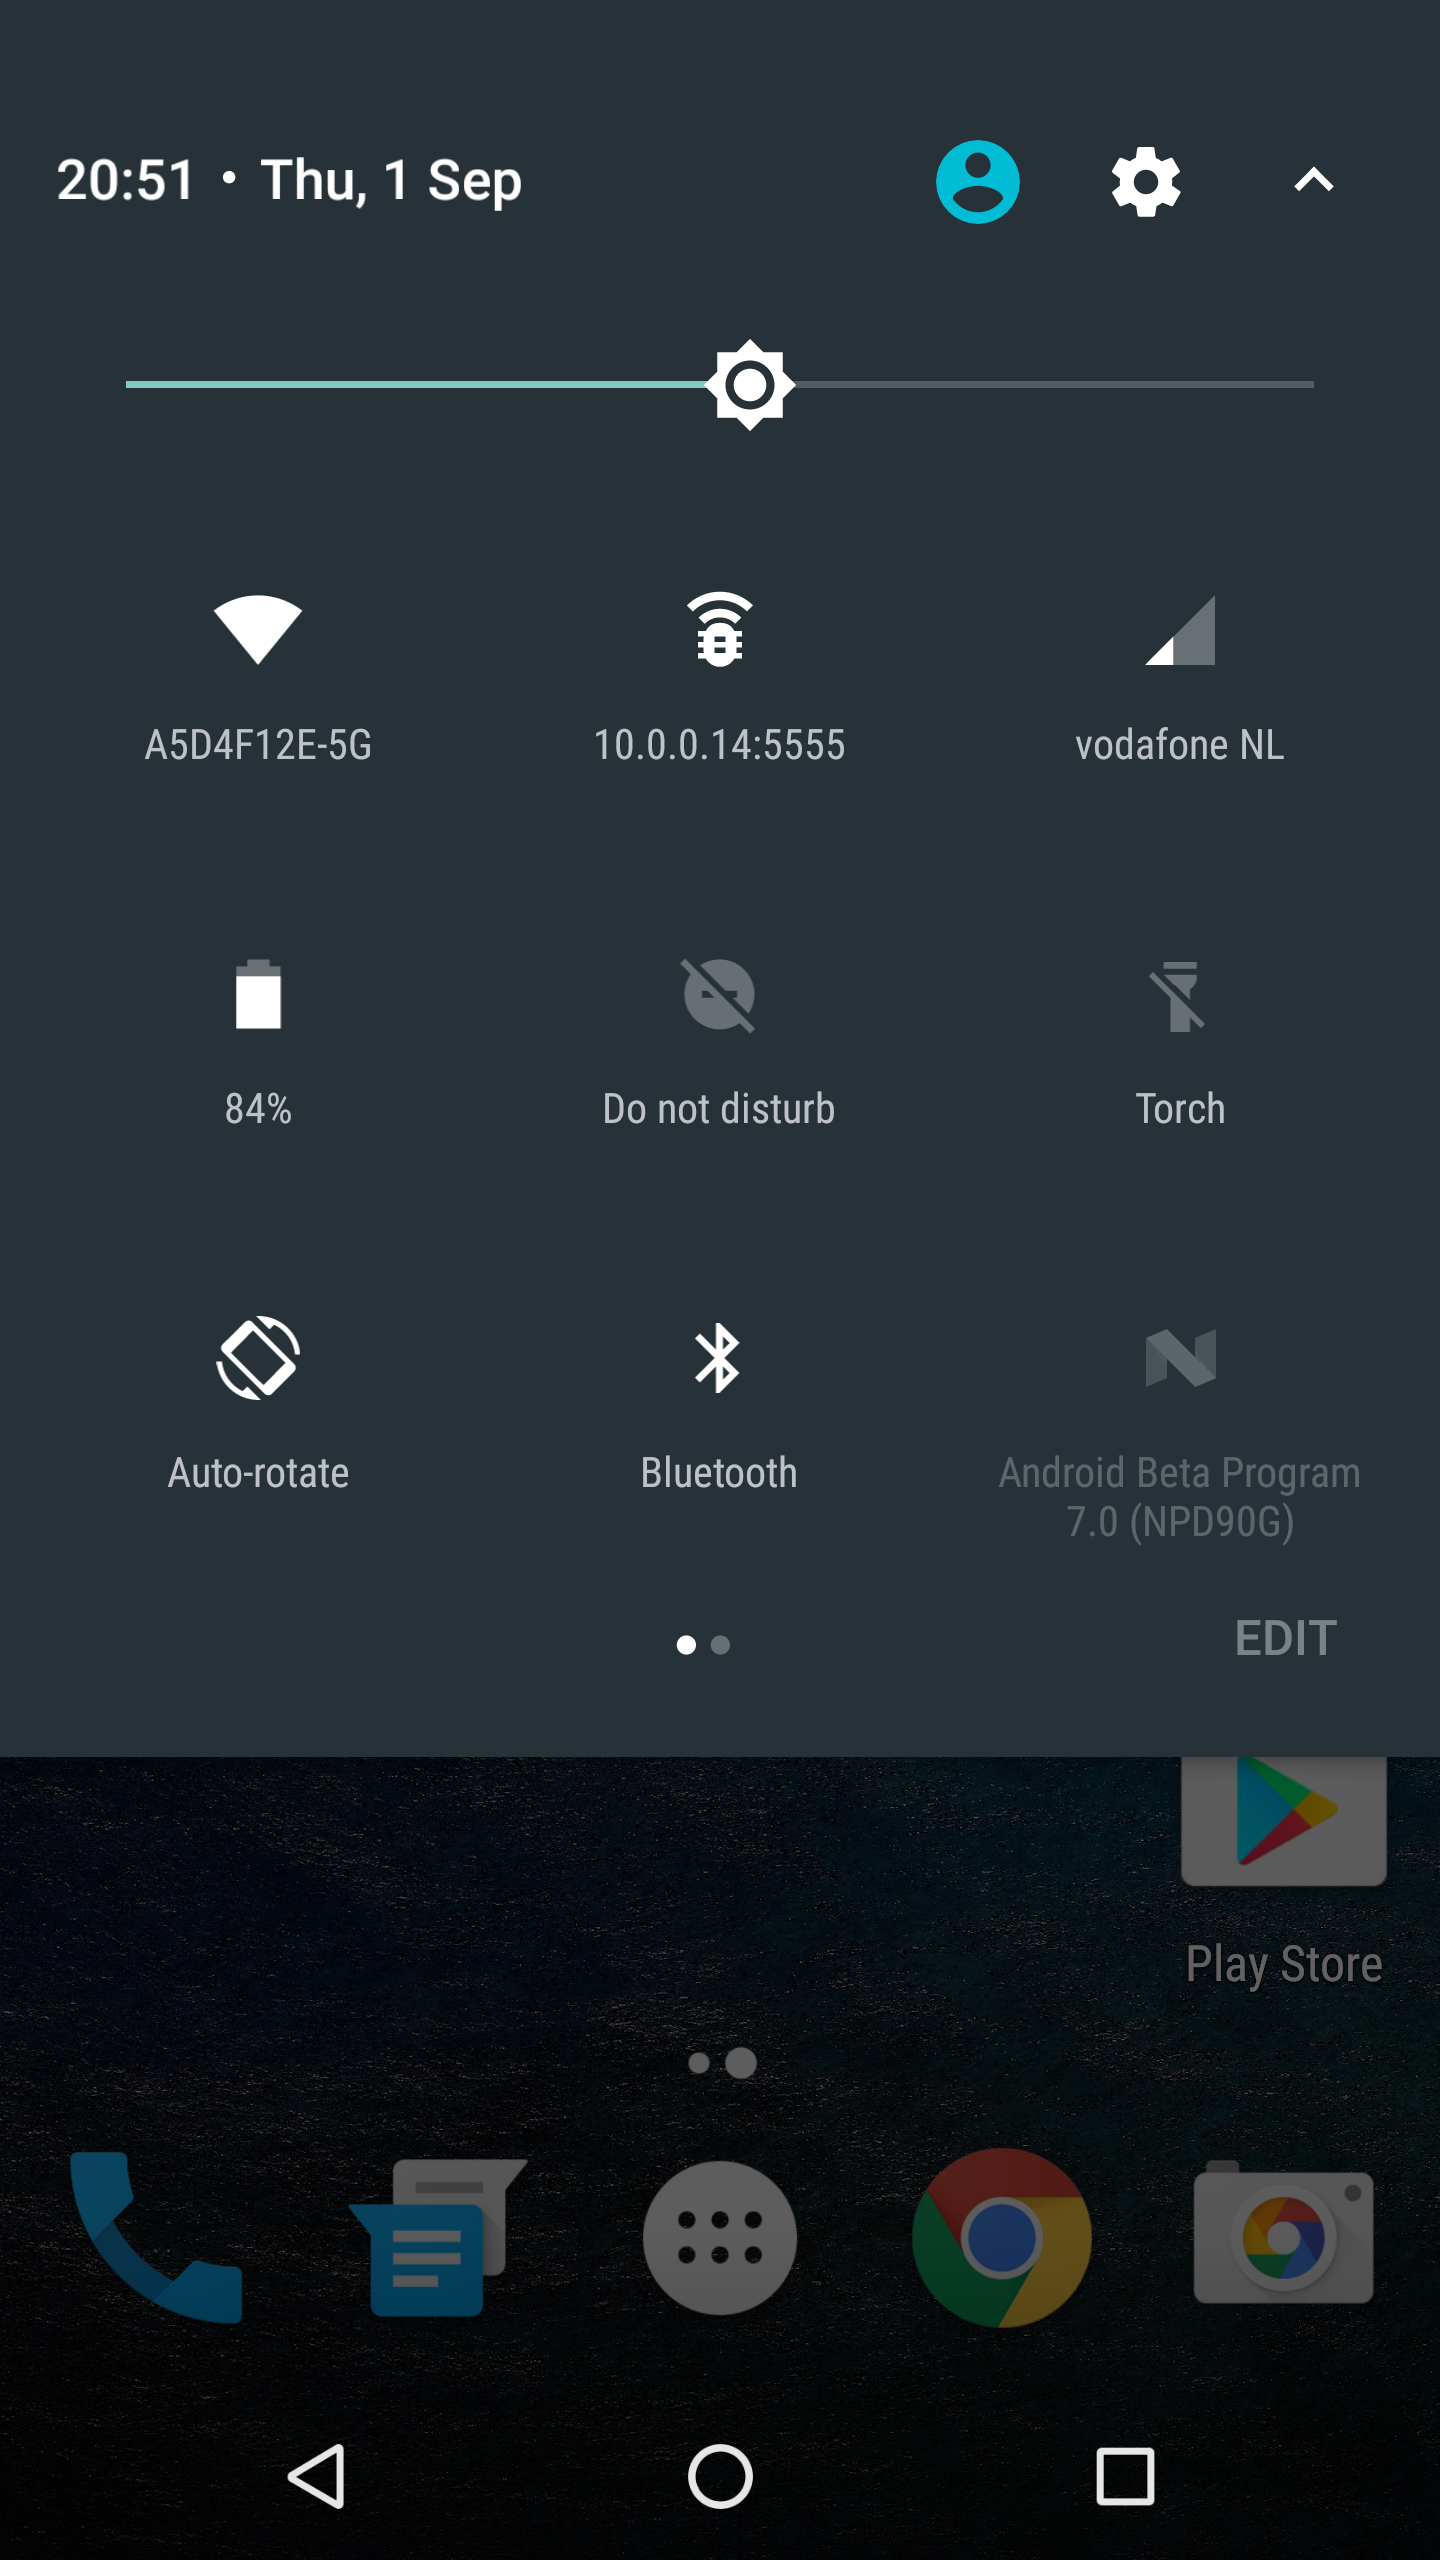 20:51 • Thu, 1 Sep
A5D4F12E-5G
10.0.0.14:5555
vodafone NL
84%
Do not disturb
Torch
Auto-rotate
Bluetooth
Android Beta Program
7.0 (NPD90G)
EDIT
Play Store